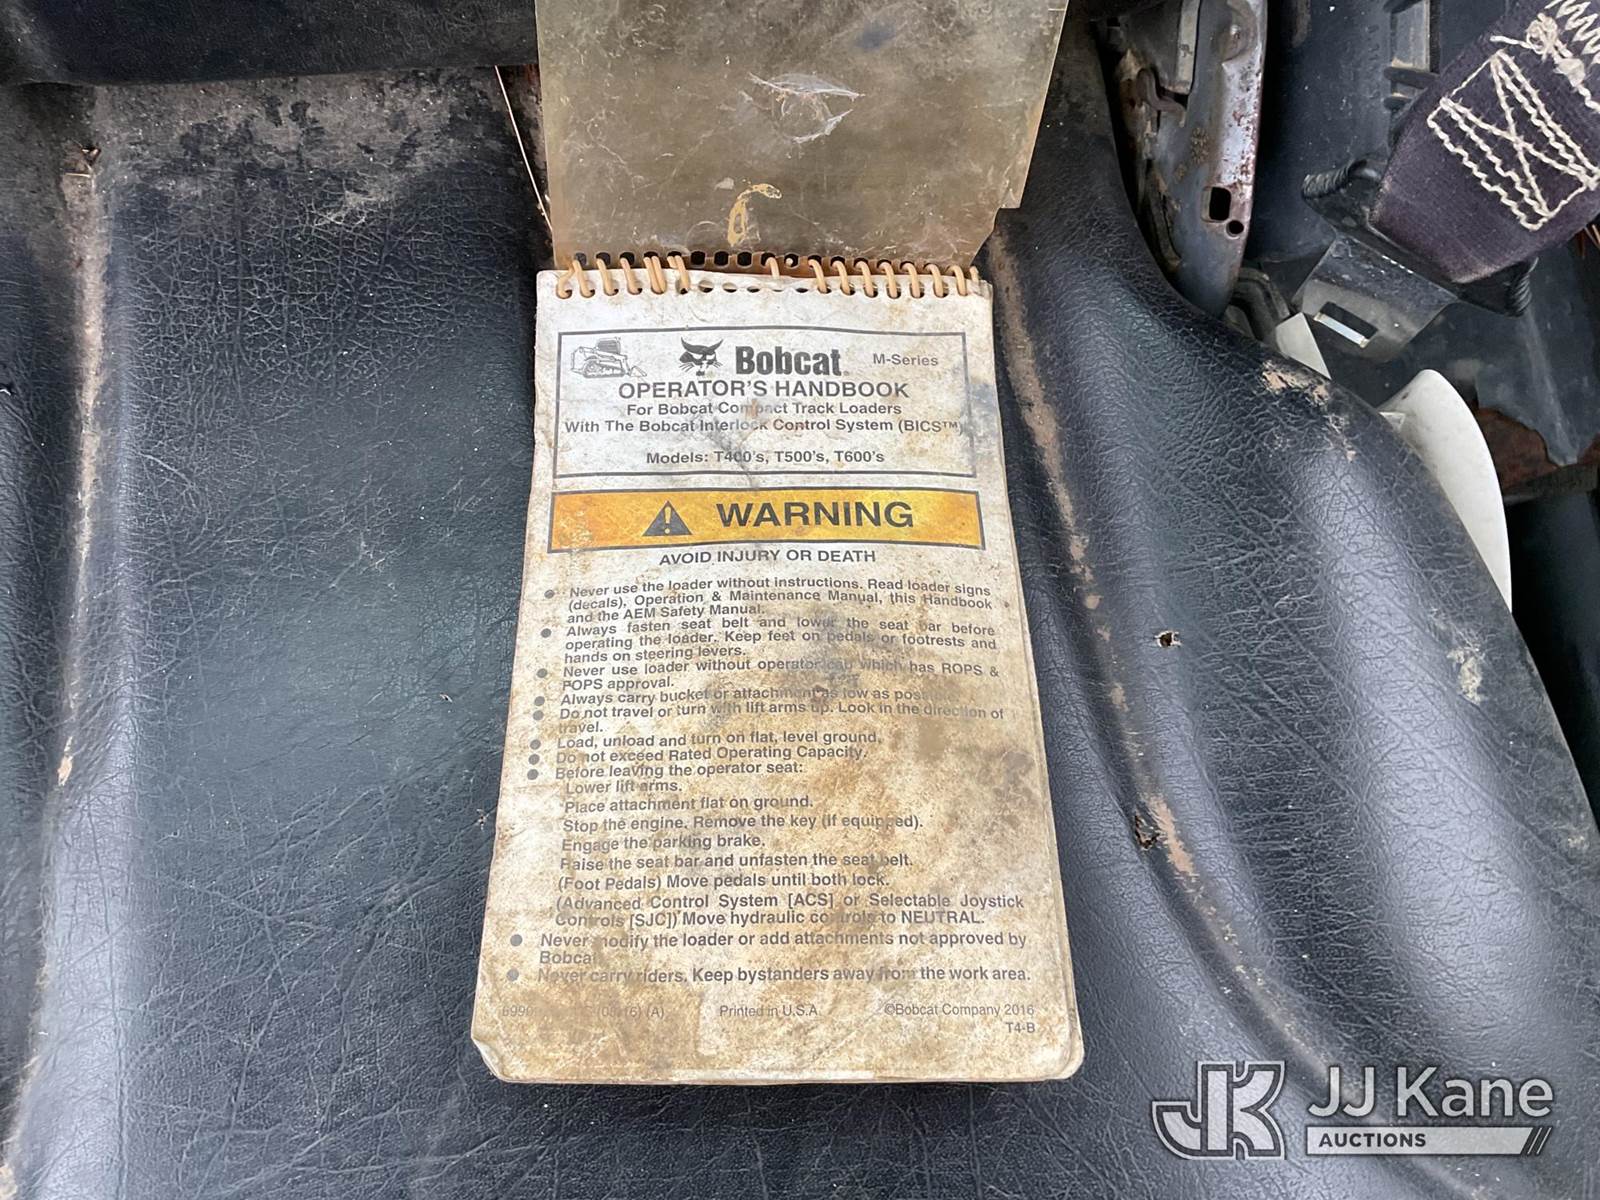 Bobcat® M-Series
OPERATOR'S HANDBOOK
For Bobcat Compact Track Loaders
With The Bobcat Interlock Control System (BICS™)
Models: T400's, T500's, T600's
WARNING
AVOID INJURY OR DEATH
● Never use the loader without instructions. Read loader signs
(decals), Operation & Maintenance Manual, this Handbook
and the AEM Safety Manual.
● Always fasten seat belt and lower the seat bar before
operating the loader. Keep feet on pedals or footrests and
hands on steering levers.
● Never use loader without operator cab which has ROPS &
FOPS approval.
● Always carry bucket or attachment as low as possible.
● Do not travel or turn with lift arms up. Look in the direction of
travel.
● Load, unload and turn on flat, level ground.
● Do not exceed Rated Operating Capacity.
● Before leaving the operator seat:
Lower lift arms.
Place attachment flat on ground.
Stop the engine. Remove the key (if equipped).
Engage the parking brake.
Raise the seat bar and unfasten the seat belt.
(Foot Pedals) Move pedals until both lock.
(Advanced Control System [ACS] or Selectable Joystick
Controls [SJC]) Move hydraulic controls to NEUTRAL.
● Never modify the loader or add attachments not approved by
Bobcat
● Never carry riders. Keep bystanders away from the work area.
(A) Printed in U.S.A. ©Bobcat Company 2016
T4-B
JK JJ Kane
AUCTIONS